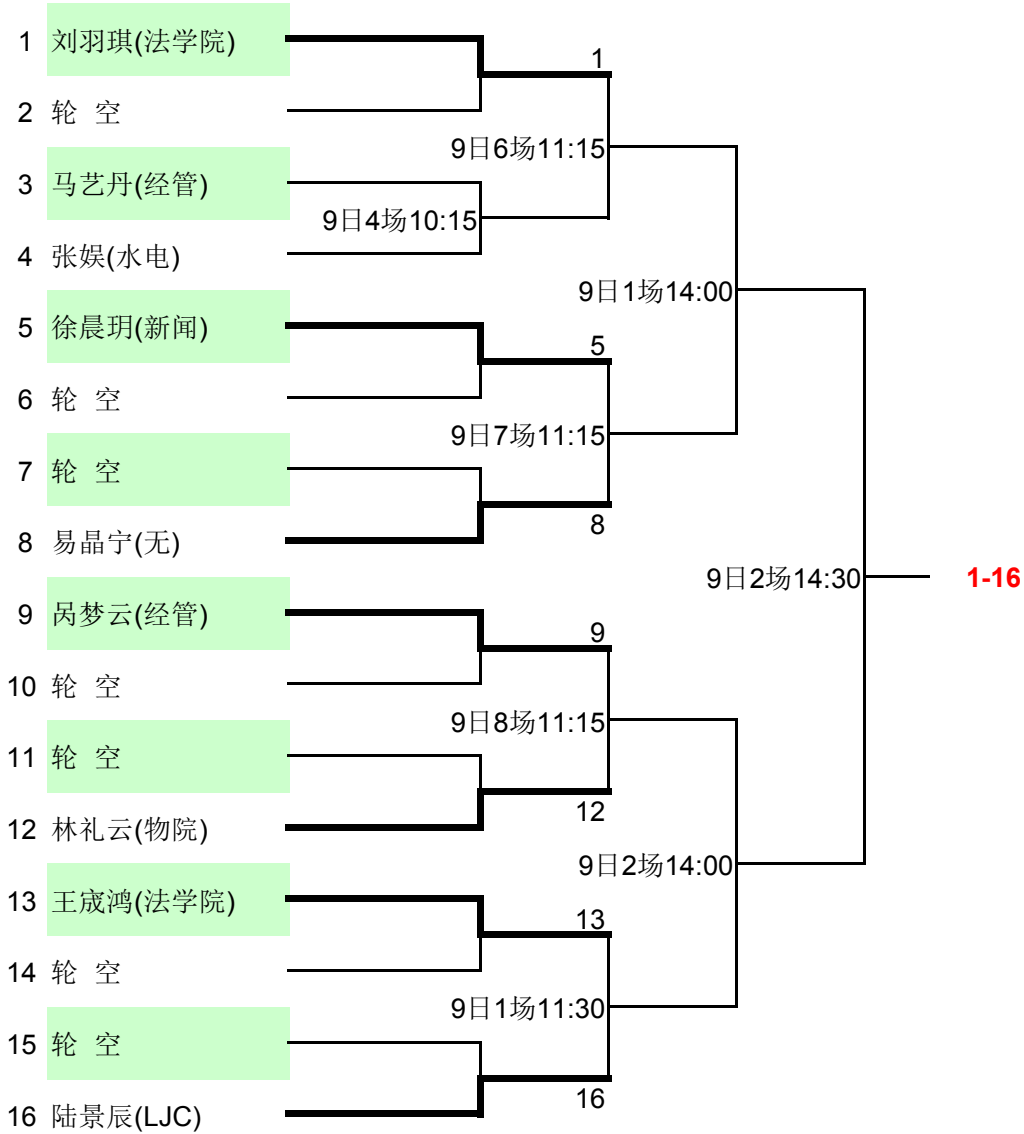 1 刘羽琪(法学院)
1
2 轮 空
9日6场11:15
3 马艺丹(经管)
9日4场10:15
4 张娱(水电)
9日1场14:00
5 徐晨玥(新闻)
5
6 轮 空
9日7场11:15
7 轮 空
8
8 易晶宁(无)
9日2场14:30
1-16
9 呙梦云(经管)
9
10 轮 空
9日8场11:15
11 轮 空
12
12 林礼云(物院)
9日2场14:00
13 王宬鸿(法学院)
13
14 轮 空
9日1场11:30
15 轮 空
16
16 陆景辰(LJC)